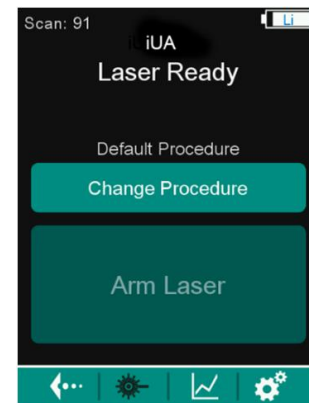 Scan: 91
Li
iUA
Laser Ready
Default Procedure
Change Procedure
Arm Laser